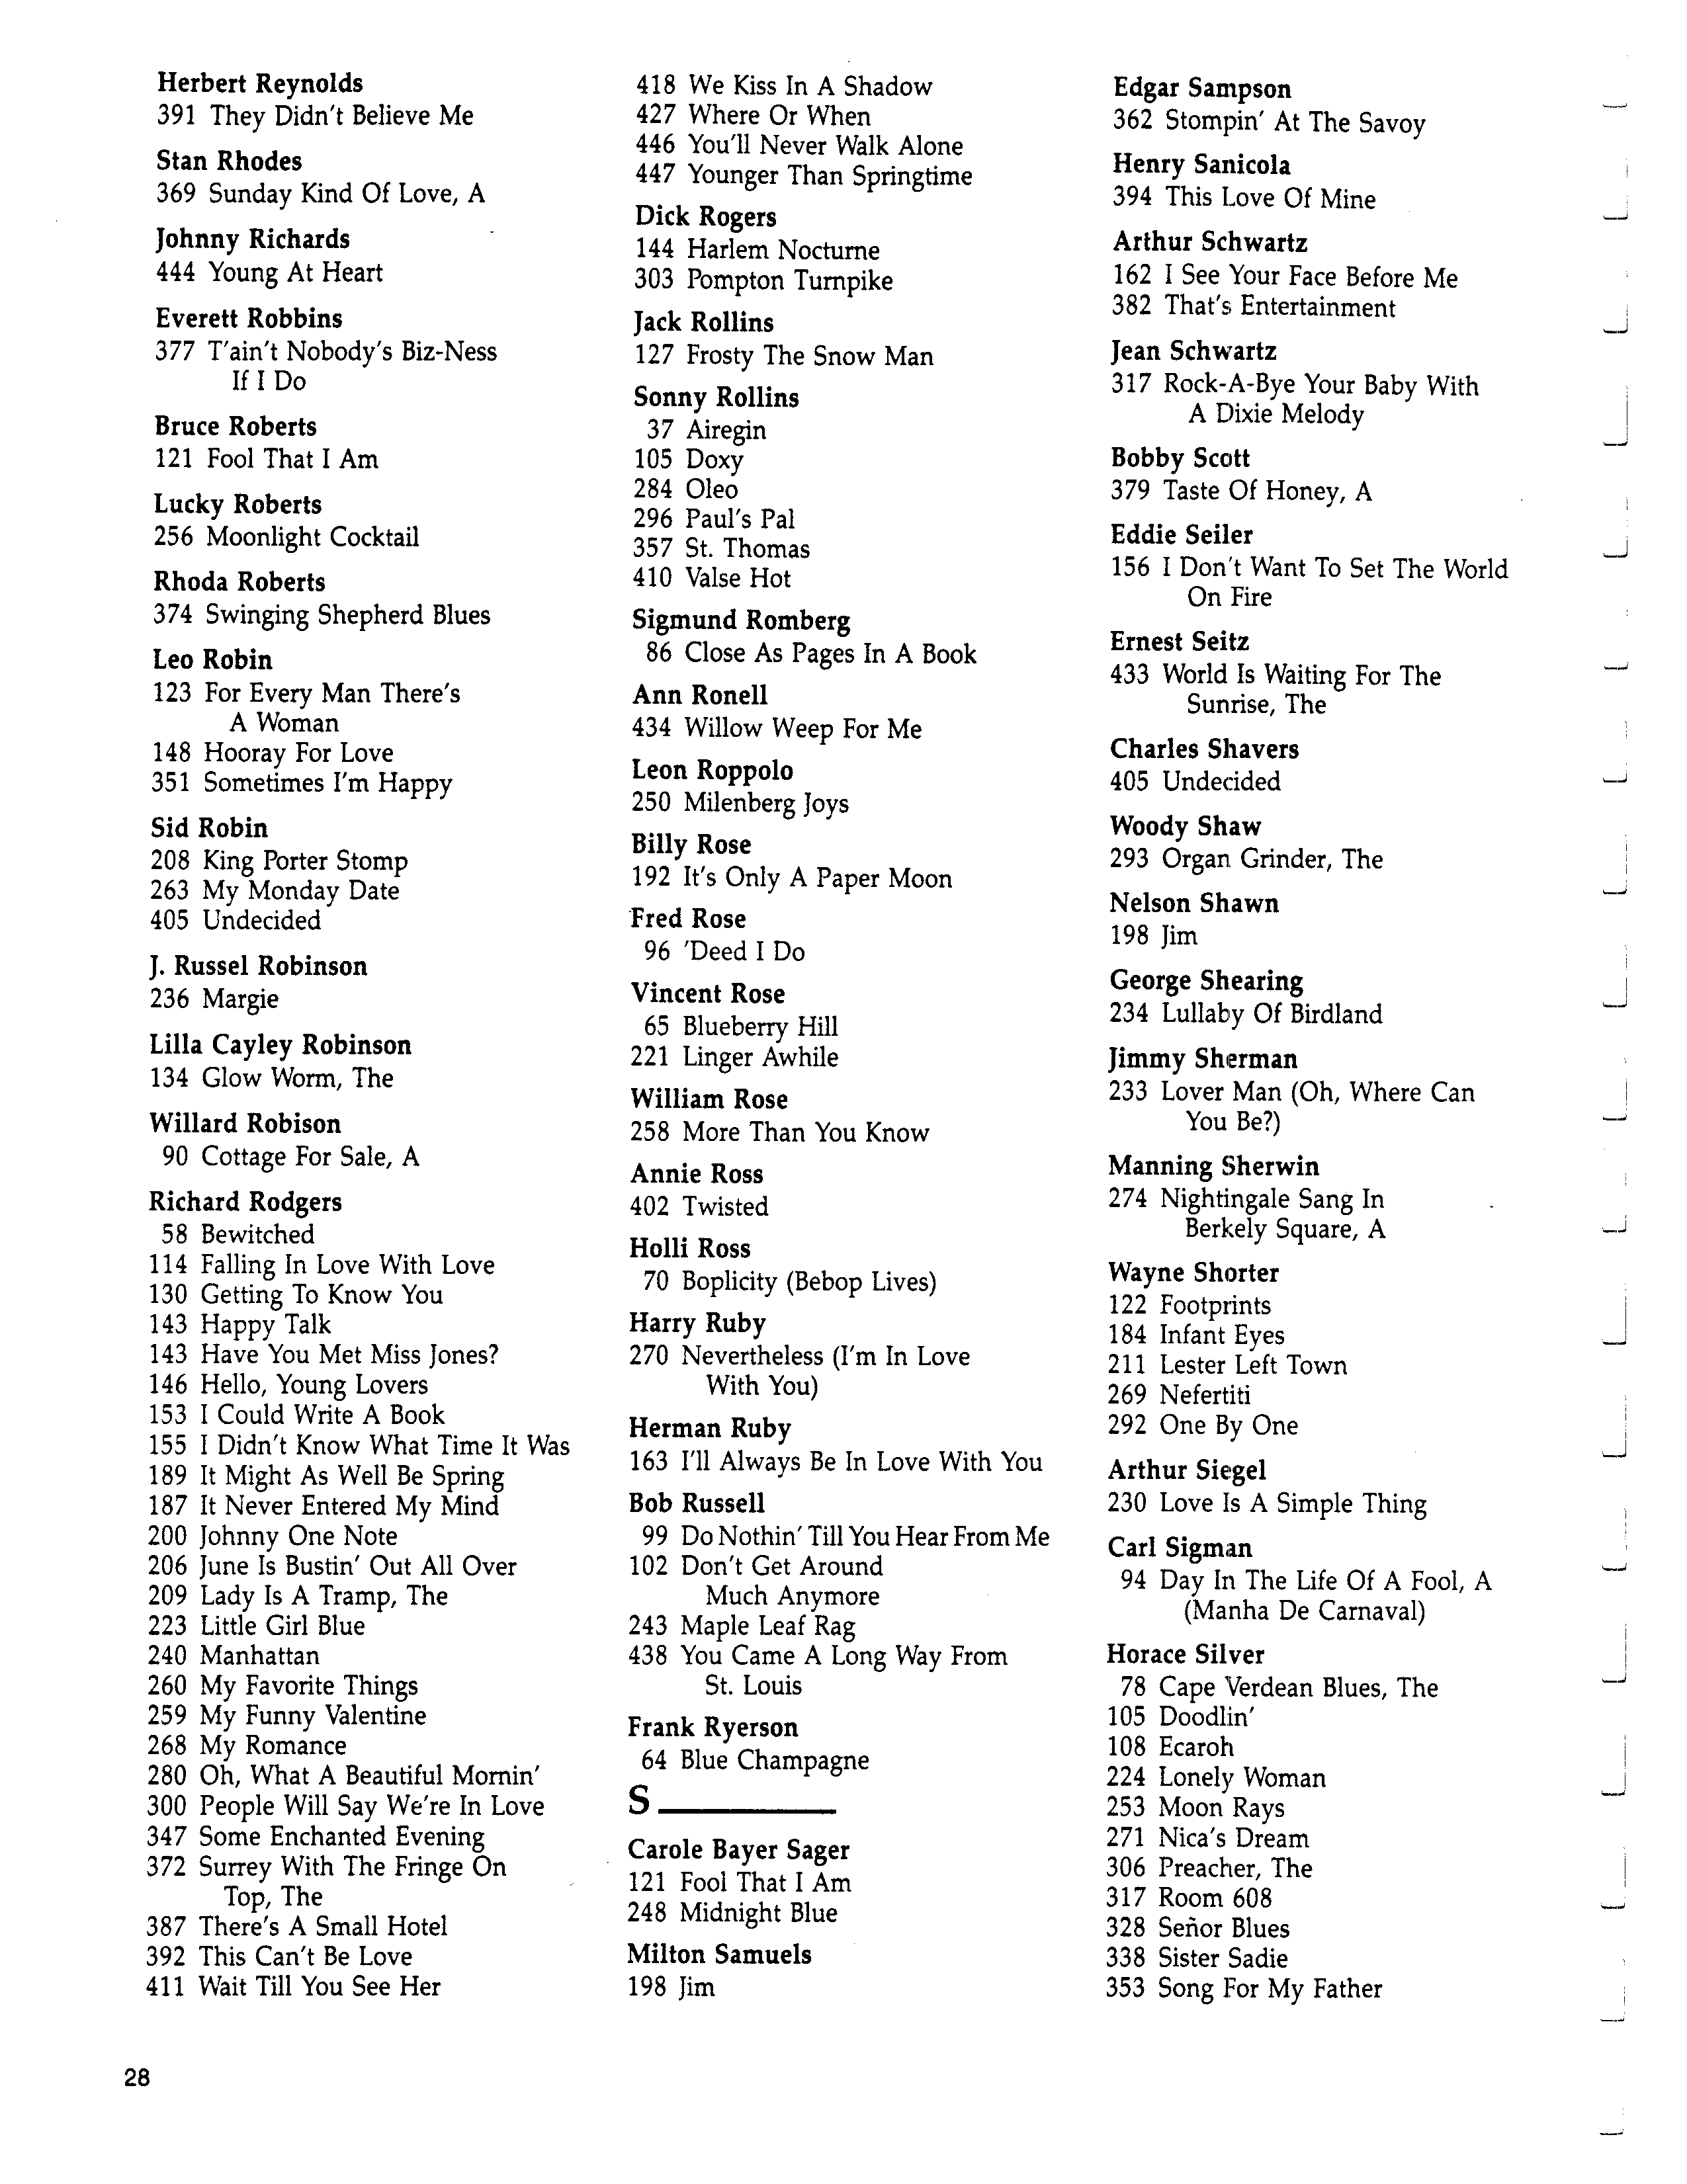 Herbert Reynolds
391 They Didn't Believe Me
Stan Rhodes
369 Sunday Kind Of Love, A
Johnny Richards
444 Young At Heart
Everett Robbins
377 T'ain't Nobody's Biz-Ness
If I Do
Bruce Roberts
121 Fool That I Am
Lucky Roberts
256 Moonlight Cocktail
Rhoda Roberts
374 Swinging Shepherd Blues
Leo Robin
123 For Every Man There's
A Woman
148 Hooray For Love
351 Sometimes I'm Happy
Sid Robin
208 King Porter Stomp
263 My Monday Date
405 Undecided
J. Russel Robinson
236 Margie
Lilla Cayley Robinson
134 Glow Worm, The
Willard Robison
90 Cottage For Sale, A
Richard Rodgers
58 Bewitched
114 Falling In Love With Love
130 Getting To Know You
143 Happy Talk
143 Have You Met Miss Jones?
146 Hello, Young Lovers
153 I Could Write A Book
155 I Didn't Know What Time It Was
189 It Might As Well Be Spring
187 It Never Entered My Mind
200 Johnny One Note
206 June Is Bustin' Out All Over
209 Lady Is A Tramp, The
223 Little Girl Blue
240 Manhattan
260 My Favorite Things
259 My Funny Valentine
268 My Romance
280 Oh, What A Beautiful Mornin'
300 People Will Say We're In Love
347 Some Enchanted Evening
372 Surrey With The Fringe On
Top, The
387 There's A Small Hotel
392 This Can't Be Love
411 Wait Till You See Her
418 We Kiss In A Shadow
427 Where Or When
446 You'll Never Walk Alone
447 Younger Than Springtime
Dick Rogers
144 Harlem Nocturne
303 Pompton Turnpike
Jack Rollins
127 Frosty The Snow Man
Sonny Rollins
37 Airegin
105 Doxy
284 Oleo
296 Paul's Pal
357 St. Thomas
410 Valse Hot
Sigmund Romberg
86 Close As Pages In A Book
Ann Ronell
434 Willow Weep For Me
Leon Roppolo
250 Milenberg Joys
Billy Rose
192 It's Only A Paper Moon
Fred Rose
96 'Deed I Do
Vincent Rose
65 Blueberry Hill
221 Linger Awhile
William Rose
258 More Than You Know
Annie Ross
402 Twisted
Holli Ross
70 Boplicity (Bebop Lives)
Harry Ruby
270 Nevertheless (I'm In Love
With You)
Herman Ruby
163 I'll Always Be In Love With You
Bob Russell
99 Do Nothin' Till You Hear From Me
102 Don't Get Around
Much Anymore
243 Maple Leaf Rag
438 You Came A Long Way From
St. Louis
Frank Ryerson
64 Blue Champagne
S
Carole Bayer Sager
121 Fool That I Am
248 Midnight Blue
Milton Samuels
198 Jim
Edgar Sampson
362 Stompin' At The Savoy
Henry Sanicola
394 This Love Of Mine
Arthur Schwartz
162 I See Your Face Before Me
382 That's Entertainment
Jean Schwartz
317 Rock-A-Bye Your Baby With
A Dixie Melody
Bobby Scott
379 Taste Of Honey, A
Eddie Seiler
156 I Don't Want To Set The World
On Fire
Ernest Seitz
433 World Is Waiting For The
Sunrise, The
Charles Shavers
405 Undecided
Woody Shaw
293 Organ Grinder, The
Nelson Shawn
198 Jim
George Shearing
234 Lullaby Of Birdland
Jimmy Sherman
233 Lover Man (Oh, Where Can
You Be?)
Manning Sherwin
274 Nightingale Sang In
Berkely Square, A
Wayne Shorter
122 Footprints
184 Infant Eyes
211 Lester Left Town
269 Nefertiti
292 One By One
Arthur Siegel
230 Love Is A Simple Thing
Carl Sigman
94 Day In The Life Of A Fool, A
(Manha De Carnaval)
Horace Silver
78 Cape Verdean Blues, The
105 Doodlin'
108 Ecaroh
224 Lonely Woman
253 Moon Rays
271 Nica's Dream
306 Preacher, The
317 Room 608
328 Señor Blues
338 Sister Sadie
353 Song For My Father
28